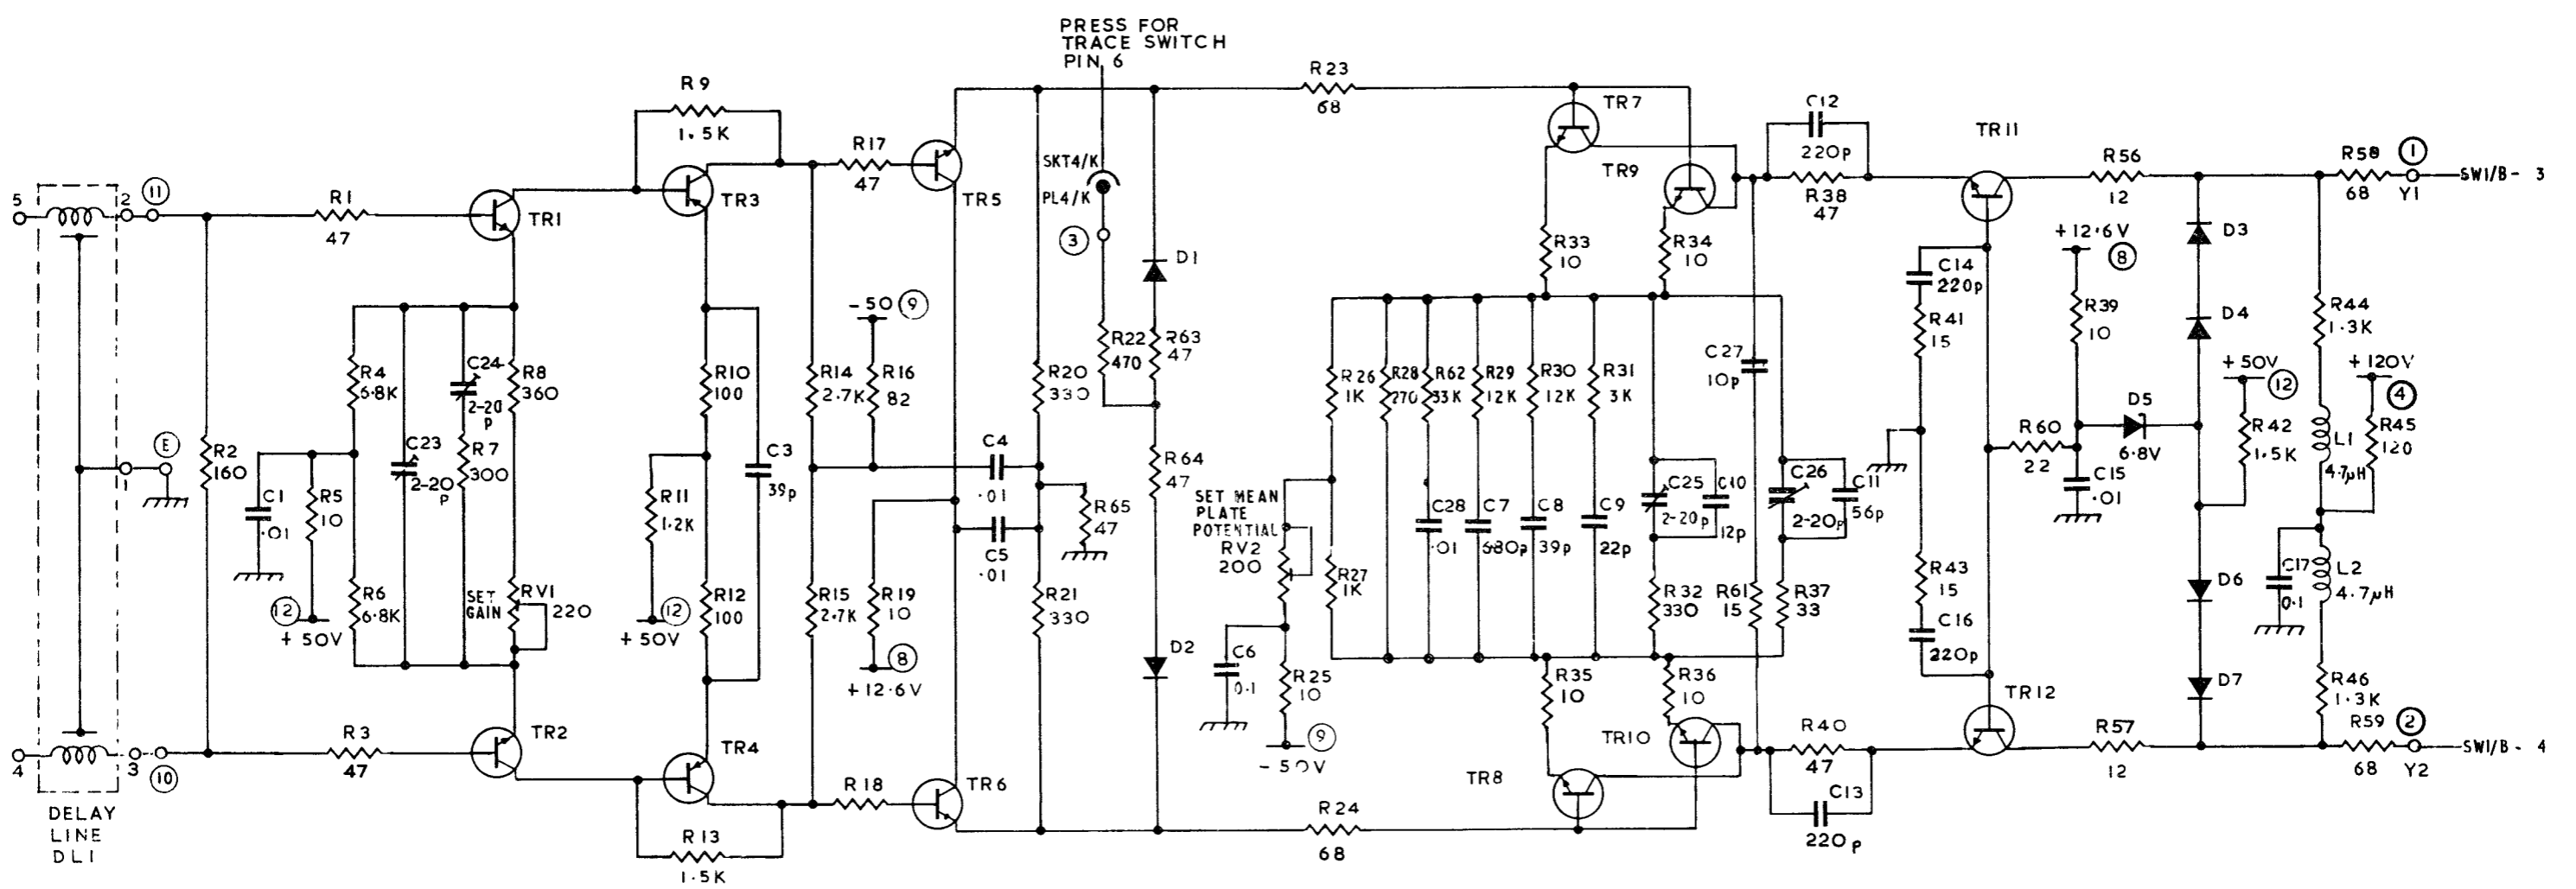 PRESS FOR
TRACE SWITCH
PIN 6
R9
1.5K
R23
68
TR7
C12
220p
TR11
R17
47
SKT4/K
PL4/K
TR9
R38
47
R56
12
R58
68
1
Y1
SW1/B - 3
5
2
11
R1
47
TR1
TR3
TR5
3
D1
R33
10
R34
10
+12.6V
8
D3
C14
220p
R41
15
R39
10
D4
R44
1.3K
-50
9
R22
470
R63
47
C27
10p
+50V
12
+120V
4
R4
6.8K
C24
2-20
p
R8
360
R10
100
R14
2.7K
R16
82
R20
330
R26
1K
R28
270
R62
33K
R29
12K
R30
12K
R31
3K
D5
6.8V
R42
1.5K
L1
4.7µH
R45
120
E
1
R2
160
C1
.01
R5
10
C23
2-20
p
R7
300
R11
1.2K
C3
39p
C4
.01
C5
.01
R65
47
R64
47
SET MEAN
PLATE
POTENTIAL
RV2
200
C28
.01
C7
680p
C8
39p
C9
22p
C25
2-20p
C10
12p
C26
2-20p
C11
56p
R60
22
C15
.01
12
+50V
R6
6.8K
SET
GAIN
RV1
220
12
+50V
R12
100
R15
2.7K
R19
10
8
+12.6V
R21
330
R27
1K
R32
330
R61
15
R37
33
R43
15
C16
220p
D6
C17
0.1
L2
4.7µH
D2
C6
0.1
R25
10
9
-50V
R35
10
R36
10
D7
R46
1.3K
4
3
10
R3
47
TR2
TR4
R18
TR6
TR8
TR10
R40
47
TR12
R57
12
R59
68
2
Y2
SW1/B - 4
DELAY
LINE
DL1
R13
1.5K
R24
68
C13
220p